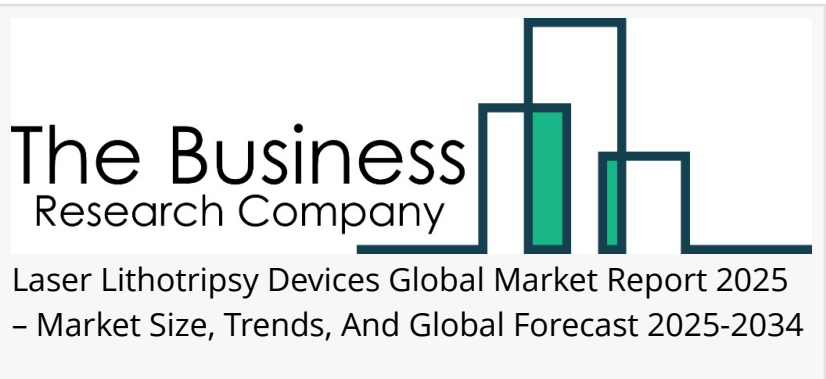 The Business
Research Company
Laser Lithotripsy Devices Global Market Report 2025
– Market Size, Trends, And Global Forecast 2025-2034